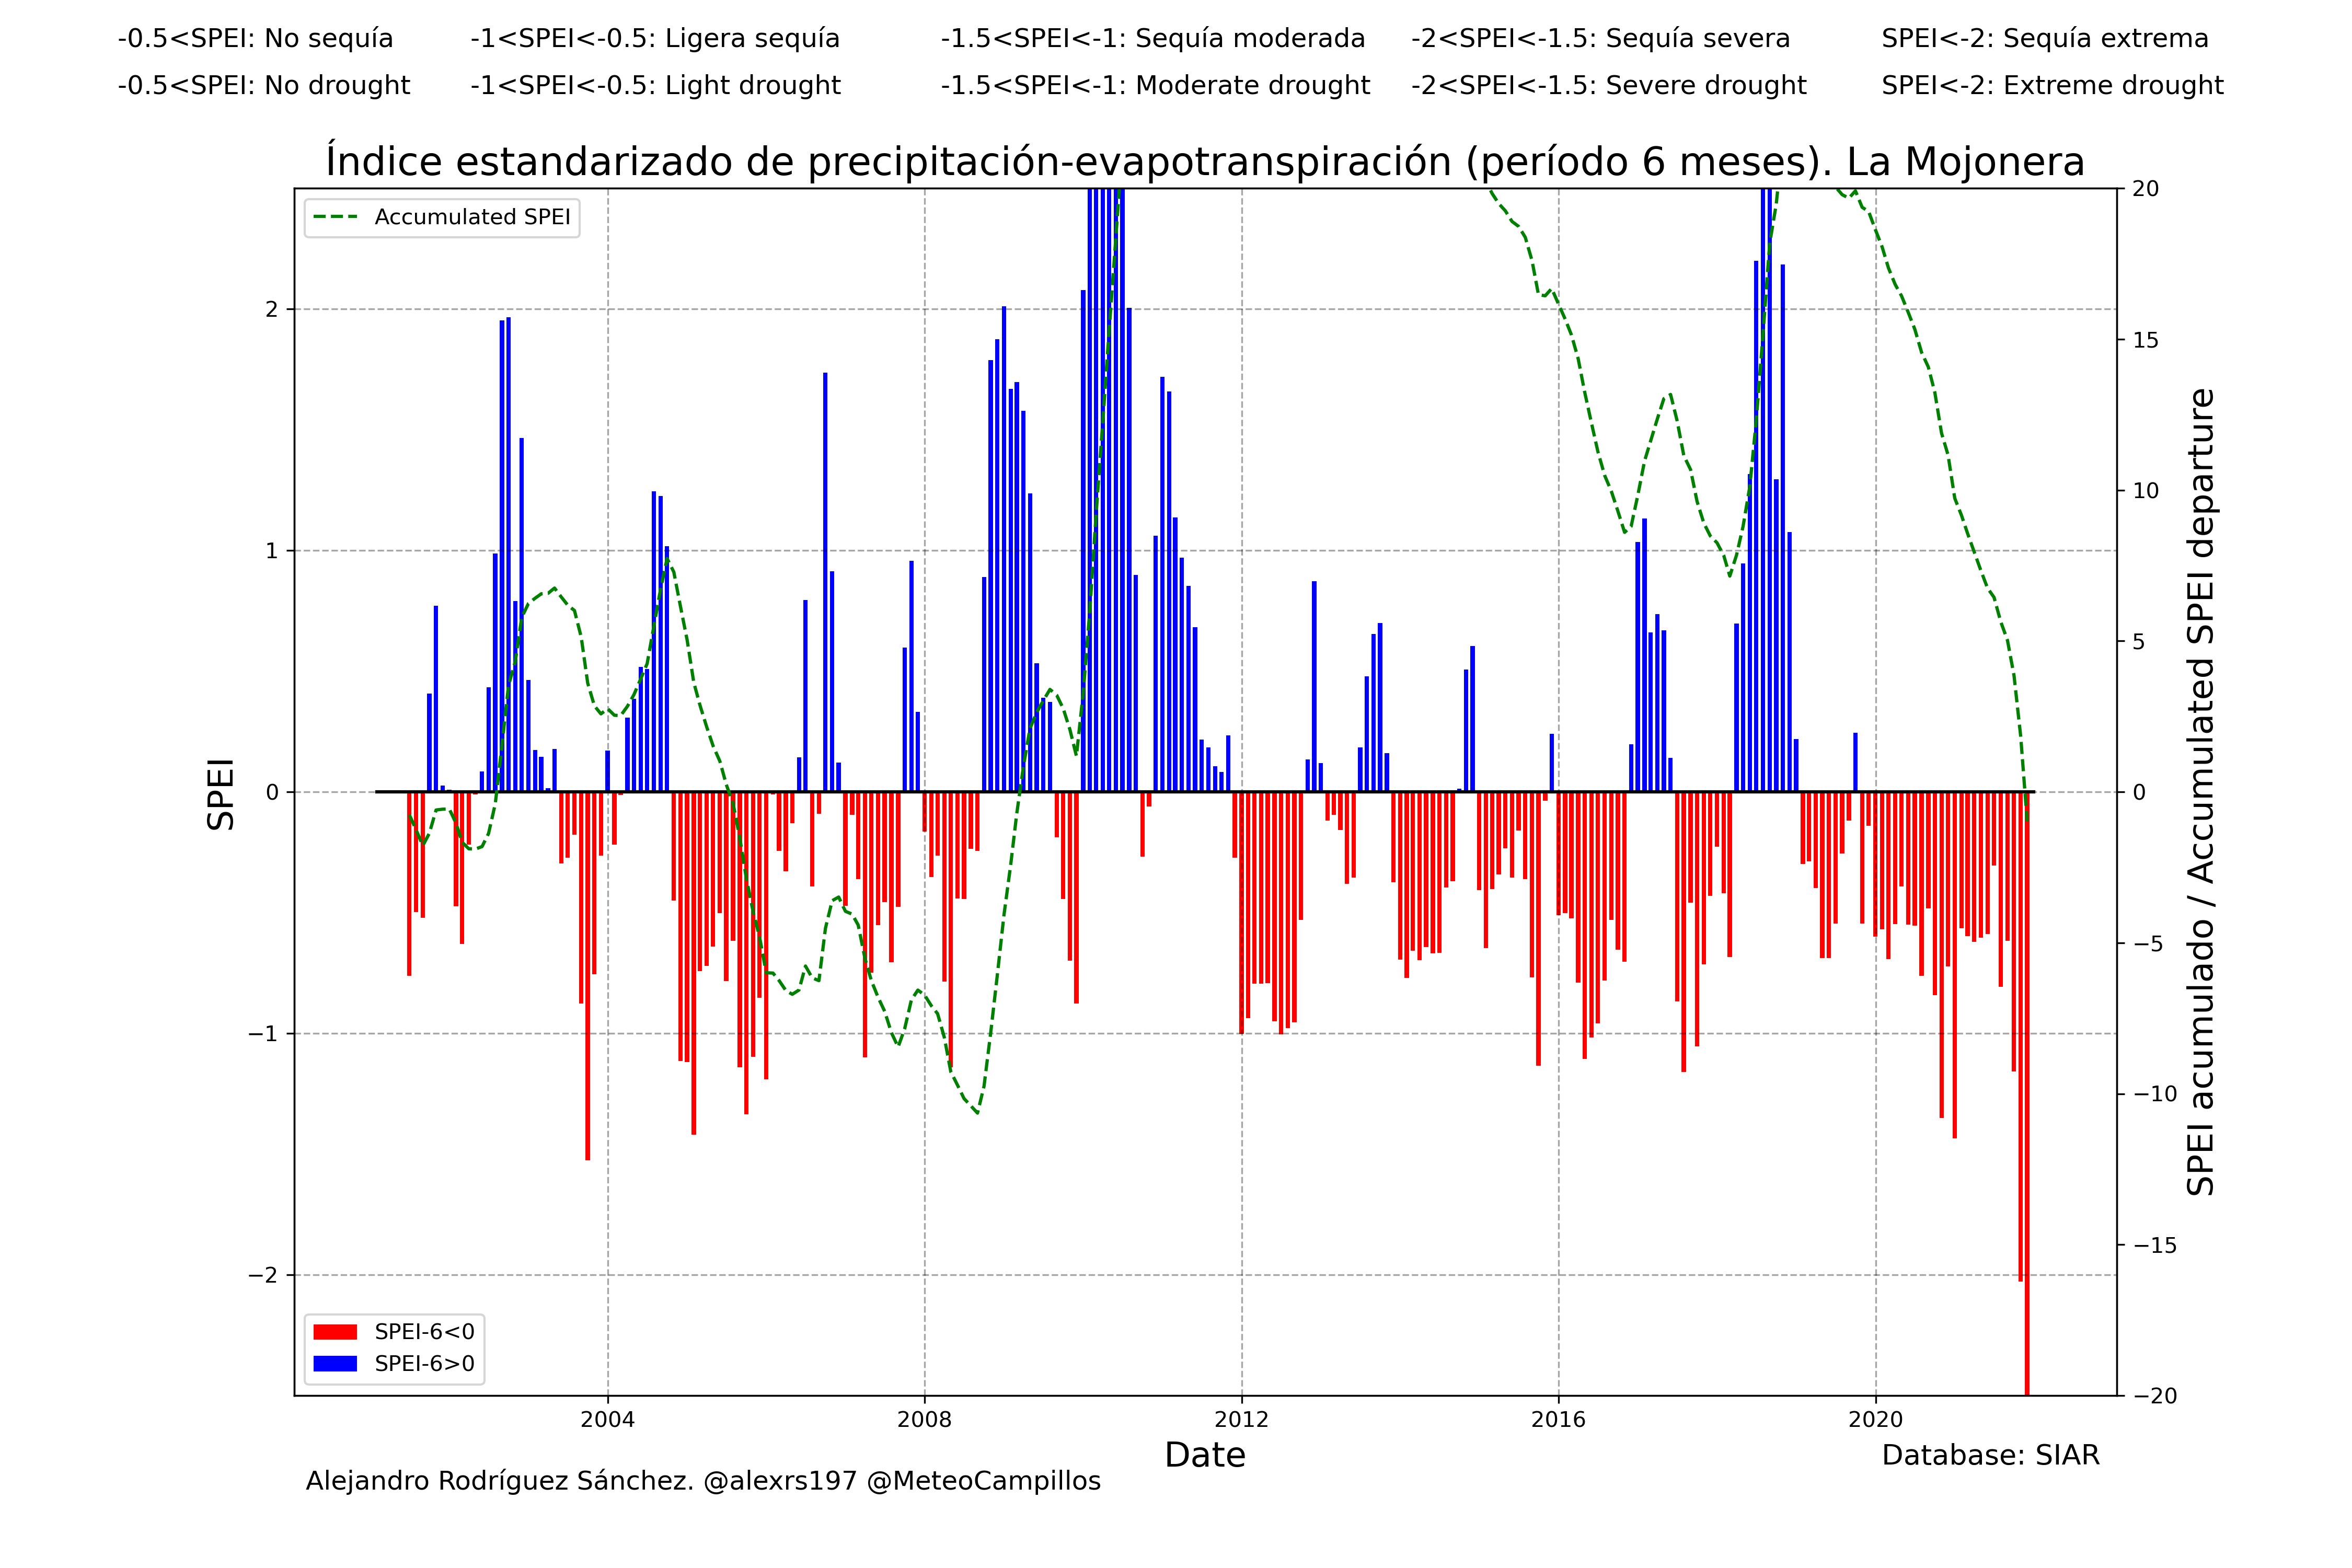 -0.5<SPEI: No sequía -1<SPEI<-0.5: Ligera sequía -1.5<SPEI<-1: Sequía moderada -2<SPEI<-1.5: Sequía severa SPEI<-2: Sequía extrema
-0.5<SPEI: No drought -1<SPEI<-0.5: Light drought -1.5<SPEI<-1: Moderate drought -2<SPEI<-1.5: Severe drought SPEI<-2: Extreme drought
Índice estandarizado de precipitación-evapotranspiración (período 6 meses). La Mojonera
Accumulated SPEI
SPEI
2
1
0
−1
−2
20
15
10
5
0
−5
−10
−15
−20
SPEI acumulado / Accumulated SPEI departure
SPEI-6<0
SPEI-6>0
2004 2008 2012 2016 2020
Date
Database: SIAR
Alejandro Rodríguez Sánchez. @alexrs197 @MeteoCampillos